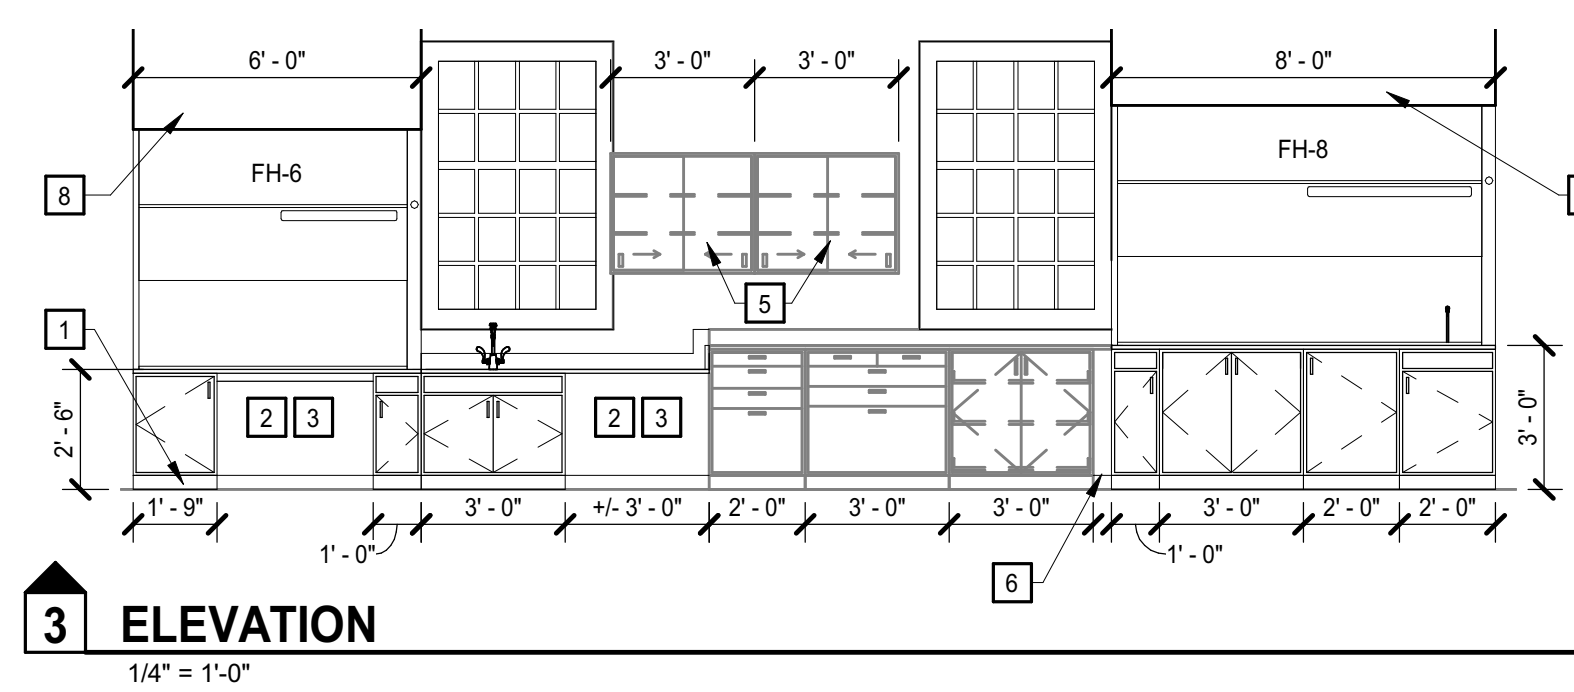 6' - 0"
3' - 0"
3' - 0"
8' - 0"
FH-6
FH-8
8
5
1
2' - 6"
2 3
2 3
3' - 0"
1' - 9"
3' - 0"
+/- 3' - 0"
2' - 0"
3' - 0"
3' - 0"
3' - 0"
2' - 0"
2' - 0"
1' - 0"
1' - 0"
6
3 ELEVATION
1/4" = 1'-0"